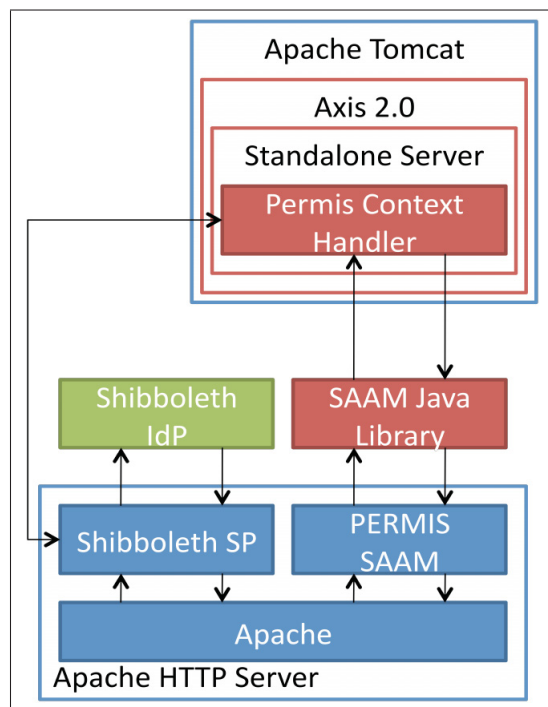 Apache Tomcat
Axis 2.0
Standalone Server
Permis Context
Handler
Shibboleth
IdP
SAAM Java
Library
Shibboleth SP
PERMIS
SAAM
Apache
Apache HTTP Server